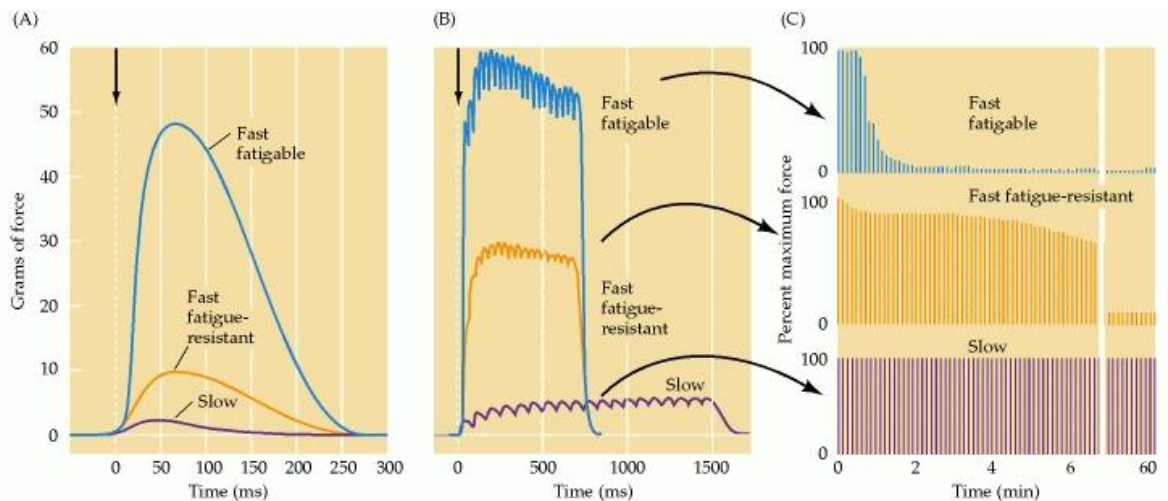 (A)
60
50
40
30
20
10
0
Grams of force
Fast
fatigable
Fast
fatigue-
resistant
Slow
0 50 100 150 200 250 300
Time (ms)
(B)
Fast
fatigable
Fast
fatigue-
resistant
Slow
0 500 1000 1500
Time (ms)
(C)
Percent maximum force
100
0
Fast
fatigable
100
0
Fast fatigue-resistant
100
0
Slow
0 2 4 6 60
Time (min)